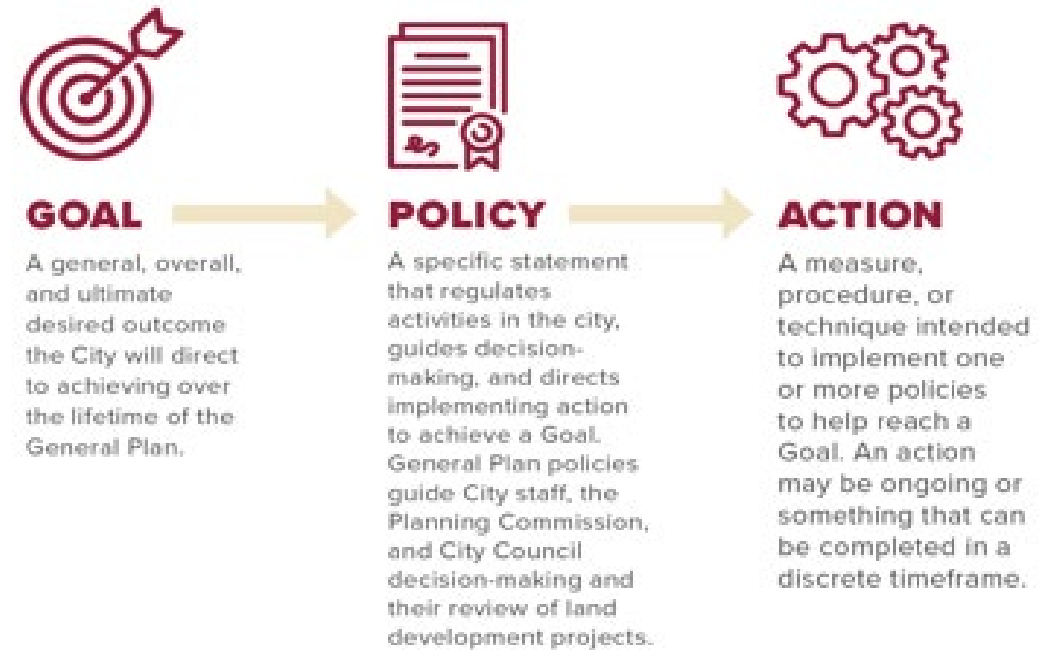 GOAL
A general, overall,
and ultimate
desired outcome
the City will direct
to achieving over
the lifetime of the
General Plan.
POLICY
A specific statement
that regulates
activities in the city,
guides decision-
making, and directs
implementing action
to achieve a Goal.
General Plan policies
guide City staff, the
Planning Commission,
and City Council
decision-making and
their review of land
development projects.
ACTION
A measure,
procedure, or
technique intended
to implement one
or more policies
to help reach a
Goal. An action
may be ongoing or
something that can
be completed in a
discrete timeframe.